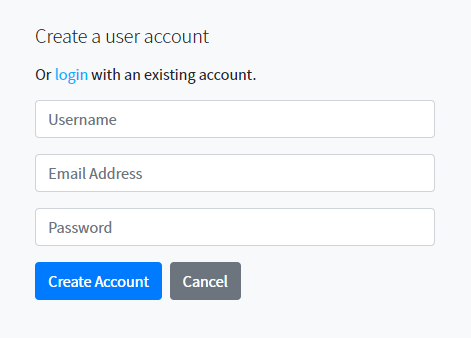 Create a user account
Or login with an existing account.
Username
Email Address
Password
Create Account Cancel